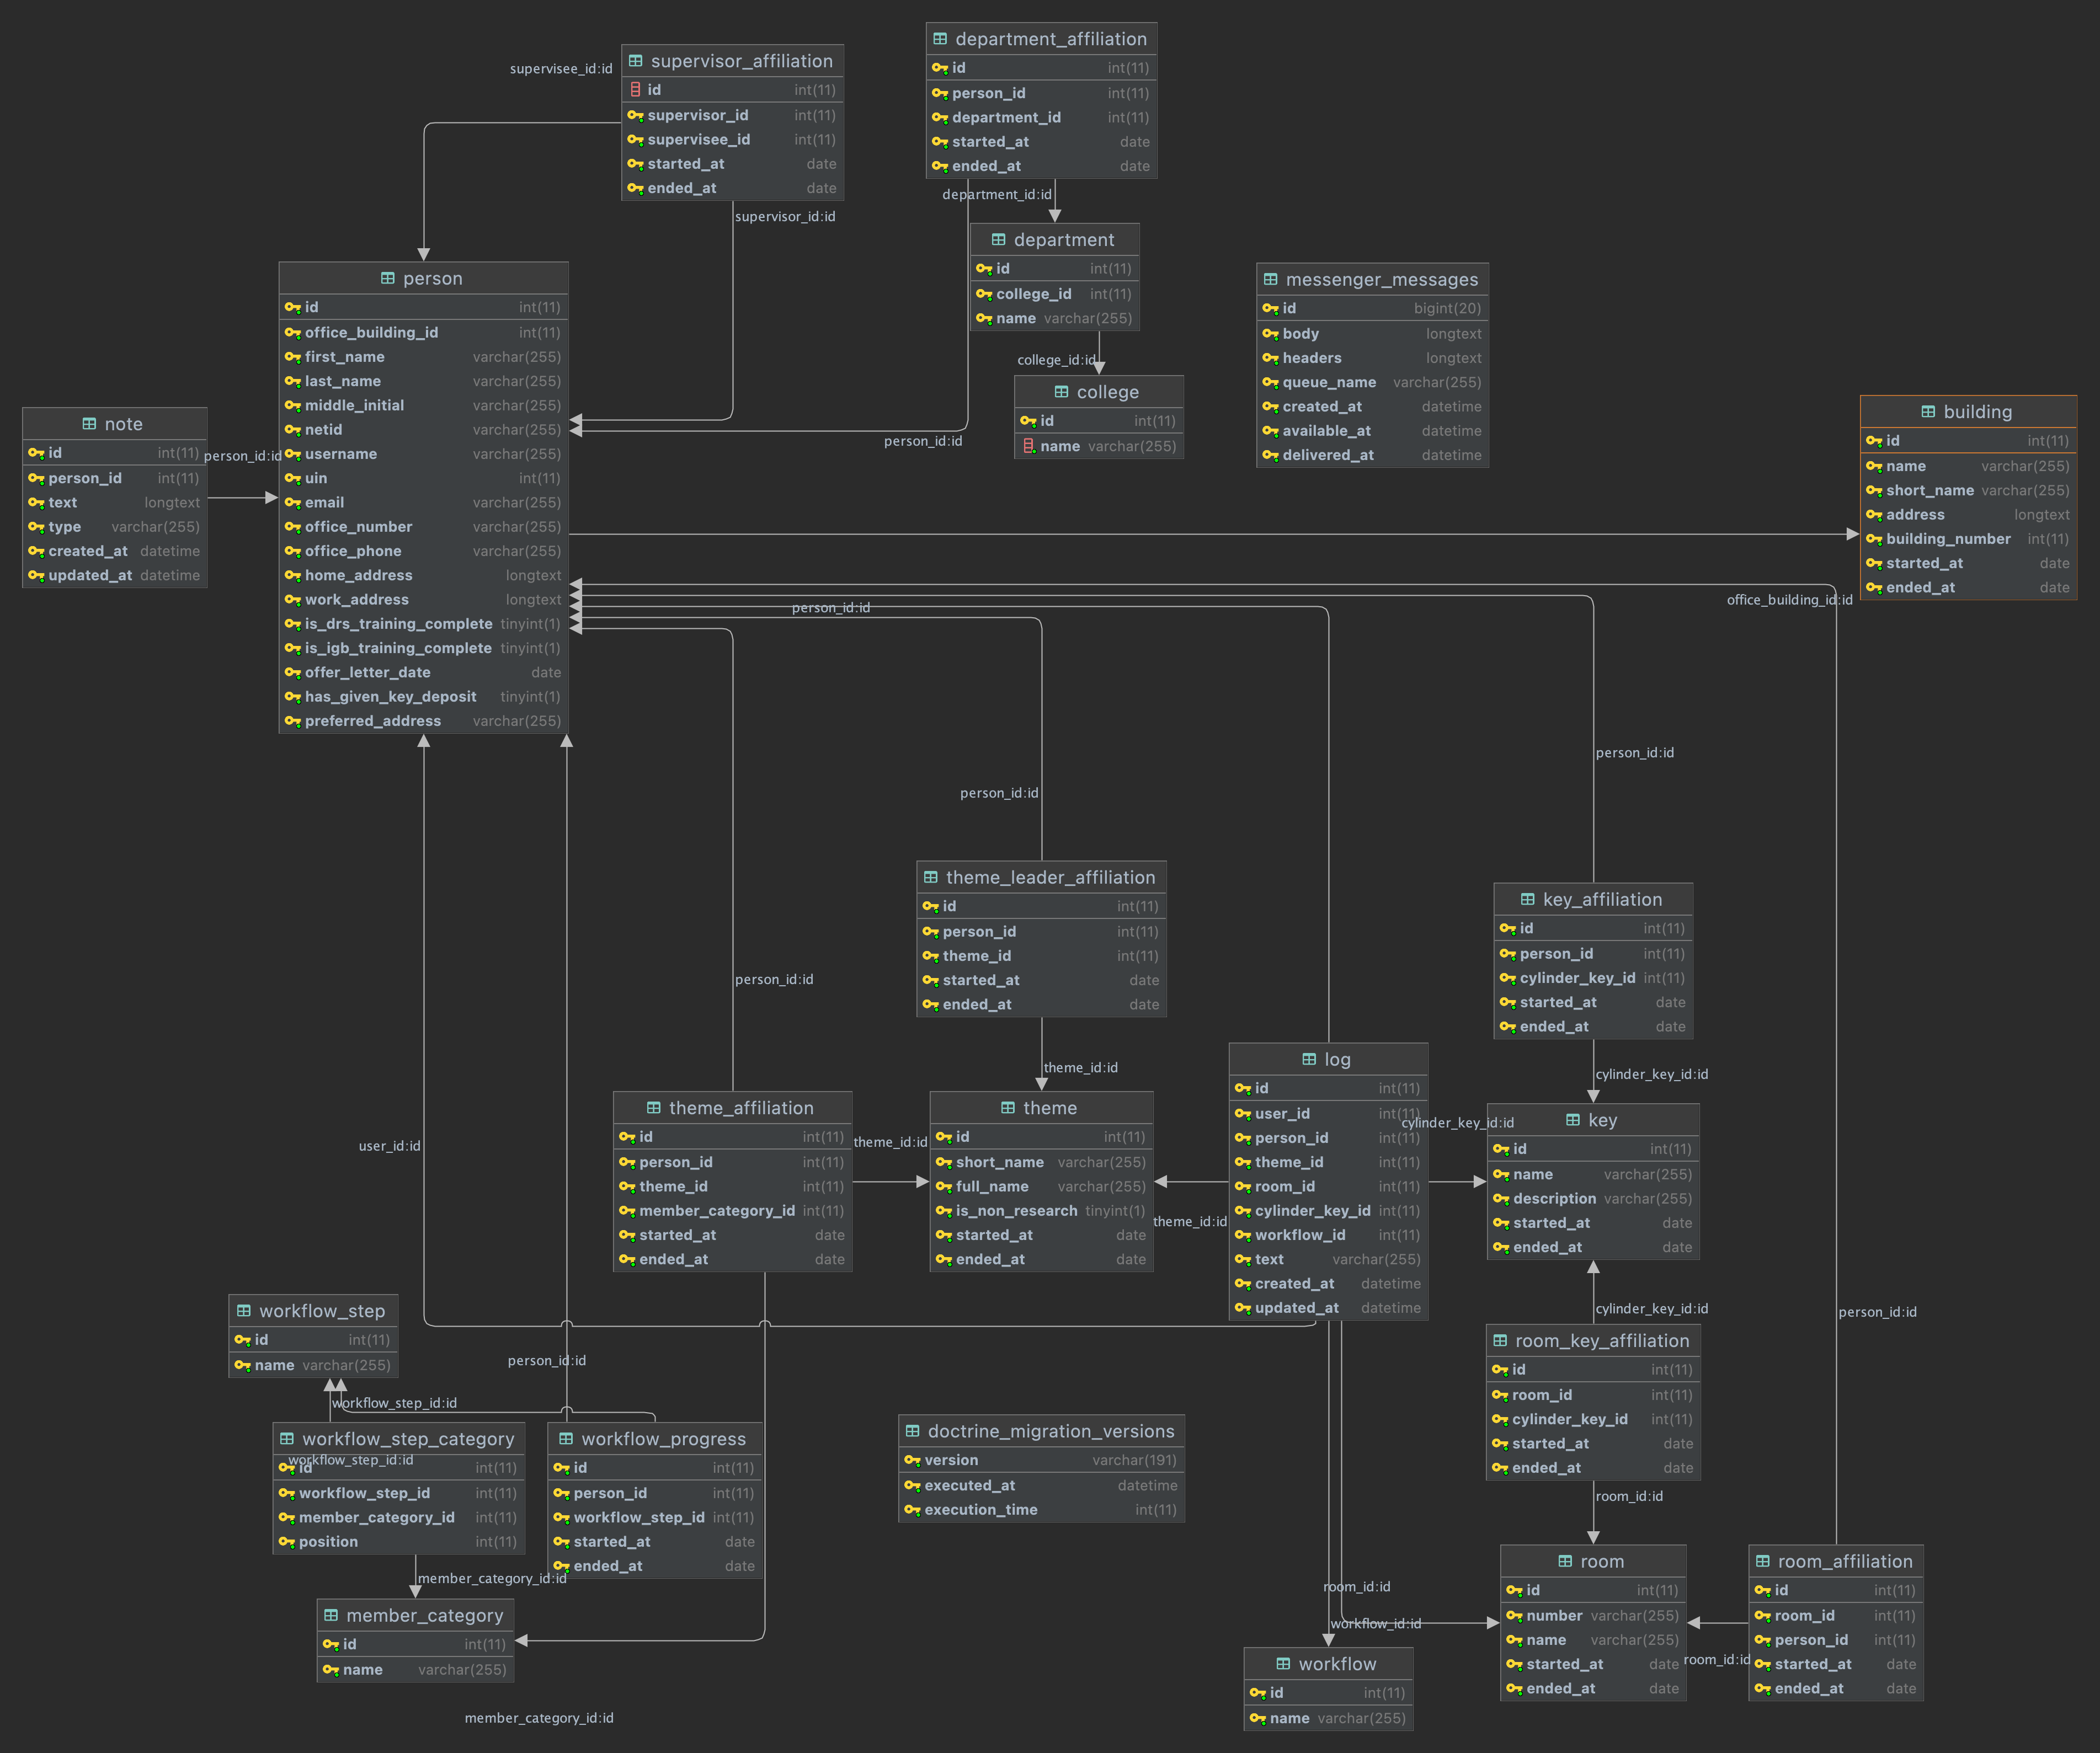 supervisor_affiliation
id int(11)
supervisor_id int(11)
supervisee_id int(11)
started_at date
ended_at date
supervisee_id:id
supervisor_id:id
department_affiliation
id int(11)
person_id int(11)
department_id int(11)
started_at date
ended_at date
department_id:id
department
id int(11)
college_id int(11)
name varchar(255)
college_id:id
college
id int(11)
name varchar(255)
person_id:id
messenger_messages
id bigint(20)
body longtext
headers longtext
queue_name varchar(255)
created_at datetime
available_at datetime
delivered_at datetime
person
id int(11)
office_building_id int(11)
first_name varchar(255)
last_name varchar(255)
middle_initial varchar(255)
netid varchar(255)
username varchar(255)
uin int(11)
email varchar(255)
office_number varchar(255)
office_phone varchar(255)
home_address longtext
work_address longtext
is_drs_training_complete tinyint(1)
is_igb_training_complete tinyint(1)
offer_letter_date date
has_given_key_deposit tinyint(1)
preferred_address varchar(255)
note
id int(11)
person_id int(11)
text longtext
type varchar(255)
created_at datetime
updated_at datetime
person_id:id
building
id int(11)
name varchar(255)
short_name varchar(255)
address longtext
building_number int(11)
started_at date
ended_at date
office_building_id:id
person_id:id
person_id:id
person_id:id
theme_leader_affiliation
id int(11)
person_id int(11)
theme_id int(11)
started_at date
ended_at date
theme_id:id
key_affiliation
id int(11)
person_id int(11)
cylinder_key_id int(11)
started_at date
ended_at date
cylinder_key_id:id
person_id:id
theme_affiliation
id int(11)
person_id int(11)
theme_id int(11)
member_category_id int(11)
started_at date
ended_at date
theme_id:id
theme
id int(11)
short_name varchar(255)
full_name varchar(255)
is_non_research tinyint(1)
started_at date
ended_at date
theme_id:id
log
id int(11)
user_id int(11)
person_id int(11)
theme_id int(11)
room_id int(11)
cylinder_key_id int(11)
workflow_id int(11)
text varchar(255)
created_at datetime
updated_at datetime
cylinder_key_id:id
key
id int(11)
name varchar(255)
description varchar(255)
started_at date
ended_at date
cylinder_key_id:id
user_id:id
person_id:id
person_id:id
room_key_affiliation
id int(11)
room_id int(11)
cylinder_key_id int(11)
started_at date
ended_at date
room_id:id
workflow_step
id int(11)
name varchar(255)
workflow_step_id:id
workflow_step_category
id int(11)
workflow_step_id:id
workflow_step_id int(11)
member_category_id int(11)
position int(11)
member_category_id:id
workflow_progress
id int(11)
person_id int(11)
workflow_step_id int(11)
started_at date
ended_at date
member_category
id int(11)
name varchar(255)
member_category_id:id
doctrine_migration_versions
version varchar(191)
executed_at datetime
execution_time int(11)
room_id:id
workflow_id:id
workflow
id int(11)
name varchar(255)
room
id int(11)
number varchar(255)
name varchar(255)
started_at date
ended_at date
room_id:id
room_affiliation
id int(11)
room_id int(11)
person_id int(11)
started_at date
ended_at date